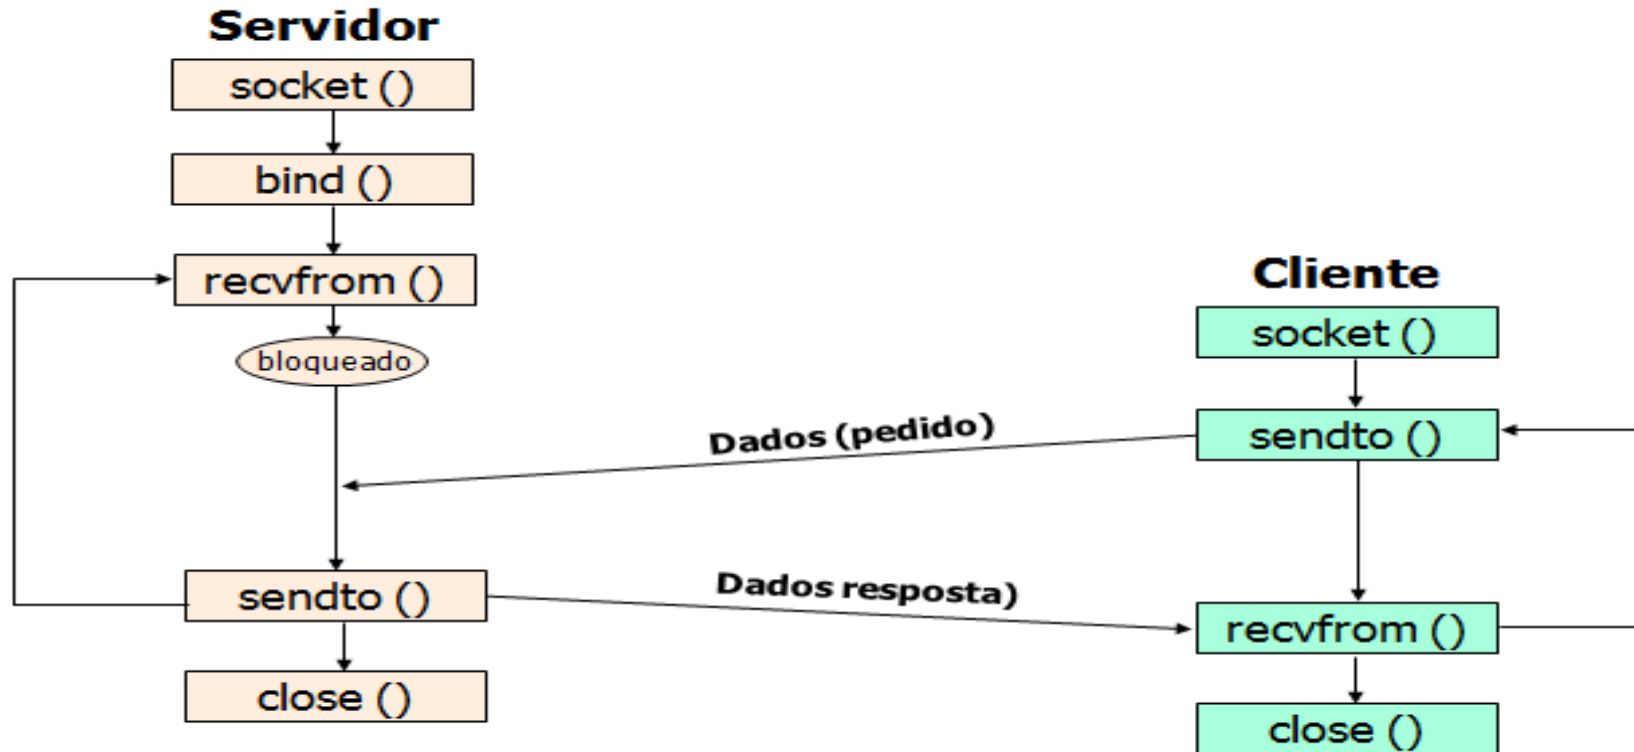 Servidor
socket ()
bind ()
recvfrom ()
bloqueado
Cliente
socket ()
Dados (pedido)
sendto ()
sendto ()
Dados resposta)
recvfrom ()
close ()
close ()